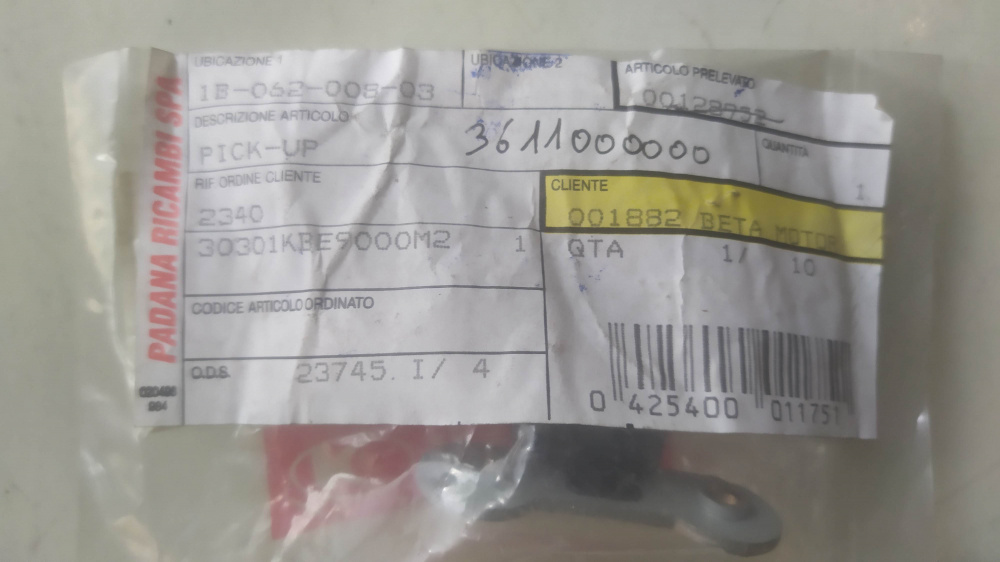 PADANA RICAMBI SPA
UBICAZIONE 1
UBICAZIONE 2
ARTICOLO PRELEVATO
1B-062-008-03
DESCRIZIONE ARTICOLO
PICK-UP
3611000000
QUANTITÀ
1
RIF ORDINE CLIENTE
CLIENTE
2340
001882 BETA MOTOR
30301KBE9000M2 1
QTA 1/ 10
CODICE ARTICOLO ORDINATO
O.D.S. 23745. I/ 4
0 425400 011751